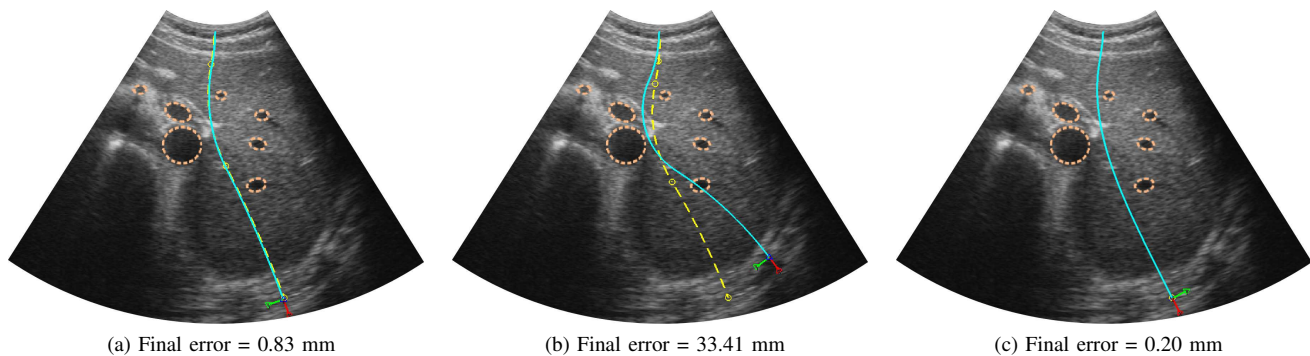 (a) Final error = 0.83 mm
(b) Final error = 33.41 mm
(c) Final error = 0.20 mm